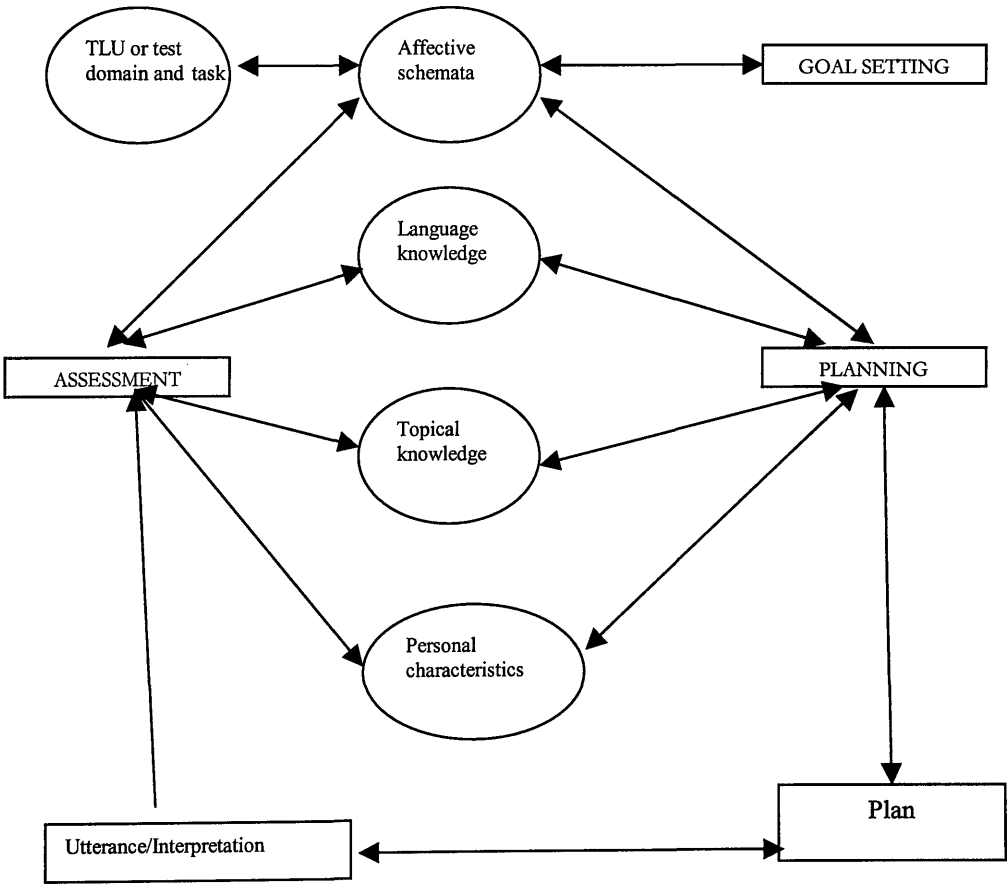 TLU or test
domain and task
Affective
schemata
GOAL SETTING
Language
knowledge
ASSESSMENT
PLANNING
Topical
knowledge
Personal
characteristics
Plan
Utterance/Interpretation